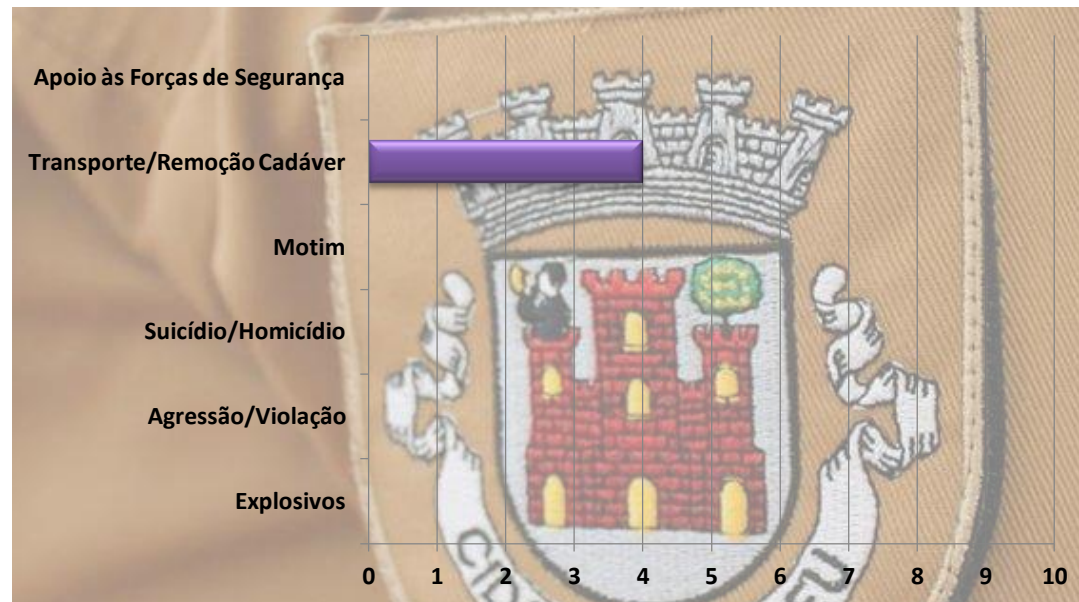 Apoio às Forças de Segurança
Transporte/Remoção Cadáver
Motim
Suicídio/Homicídio
Agressão/Violação
Explosivos
0 1 2 3 4 5 6 7 8 9 10